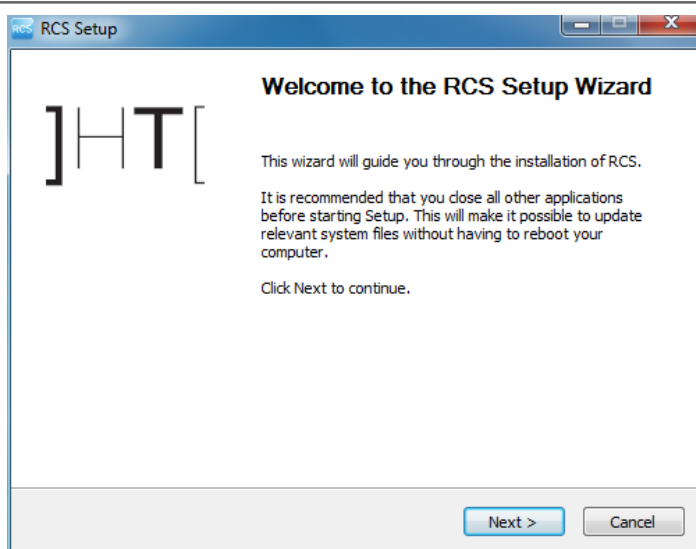 RCS RCS Setup
Welcome to the RCS Setup Wizard
]HT[
This wizard will guide you through the installation of RCS.
It is recommended that you close all other applications
before starting Setup. This will make it possible to update
relevant system files without having to reboot your
computer.
Click Next to continue.
Next > Cancel